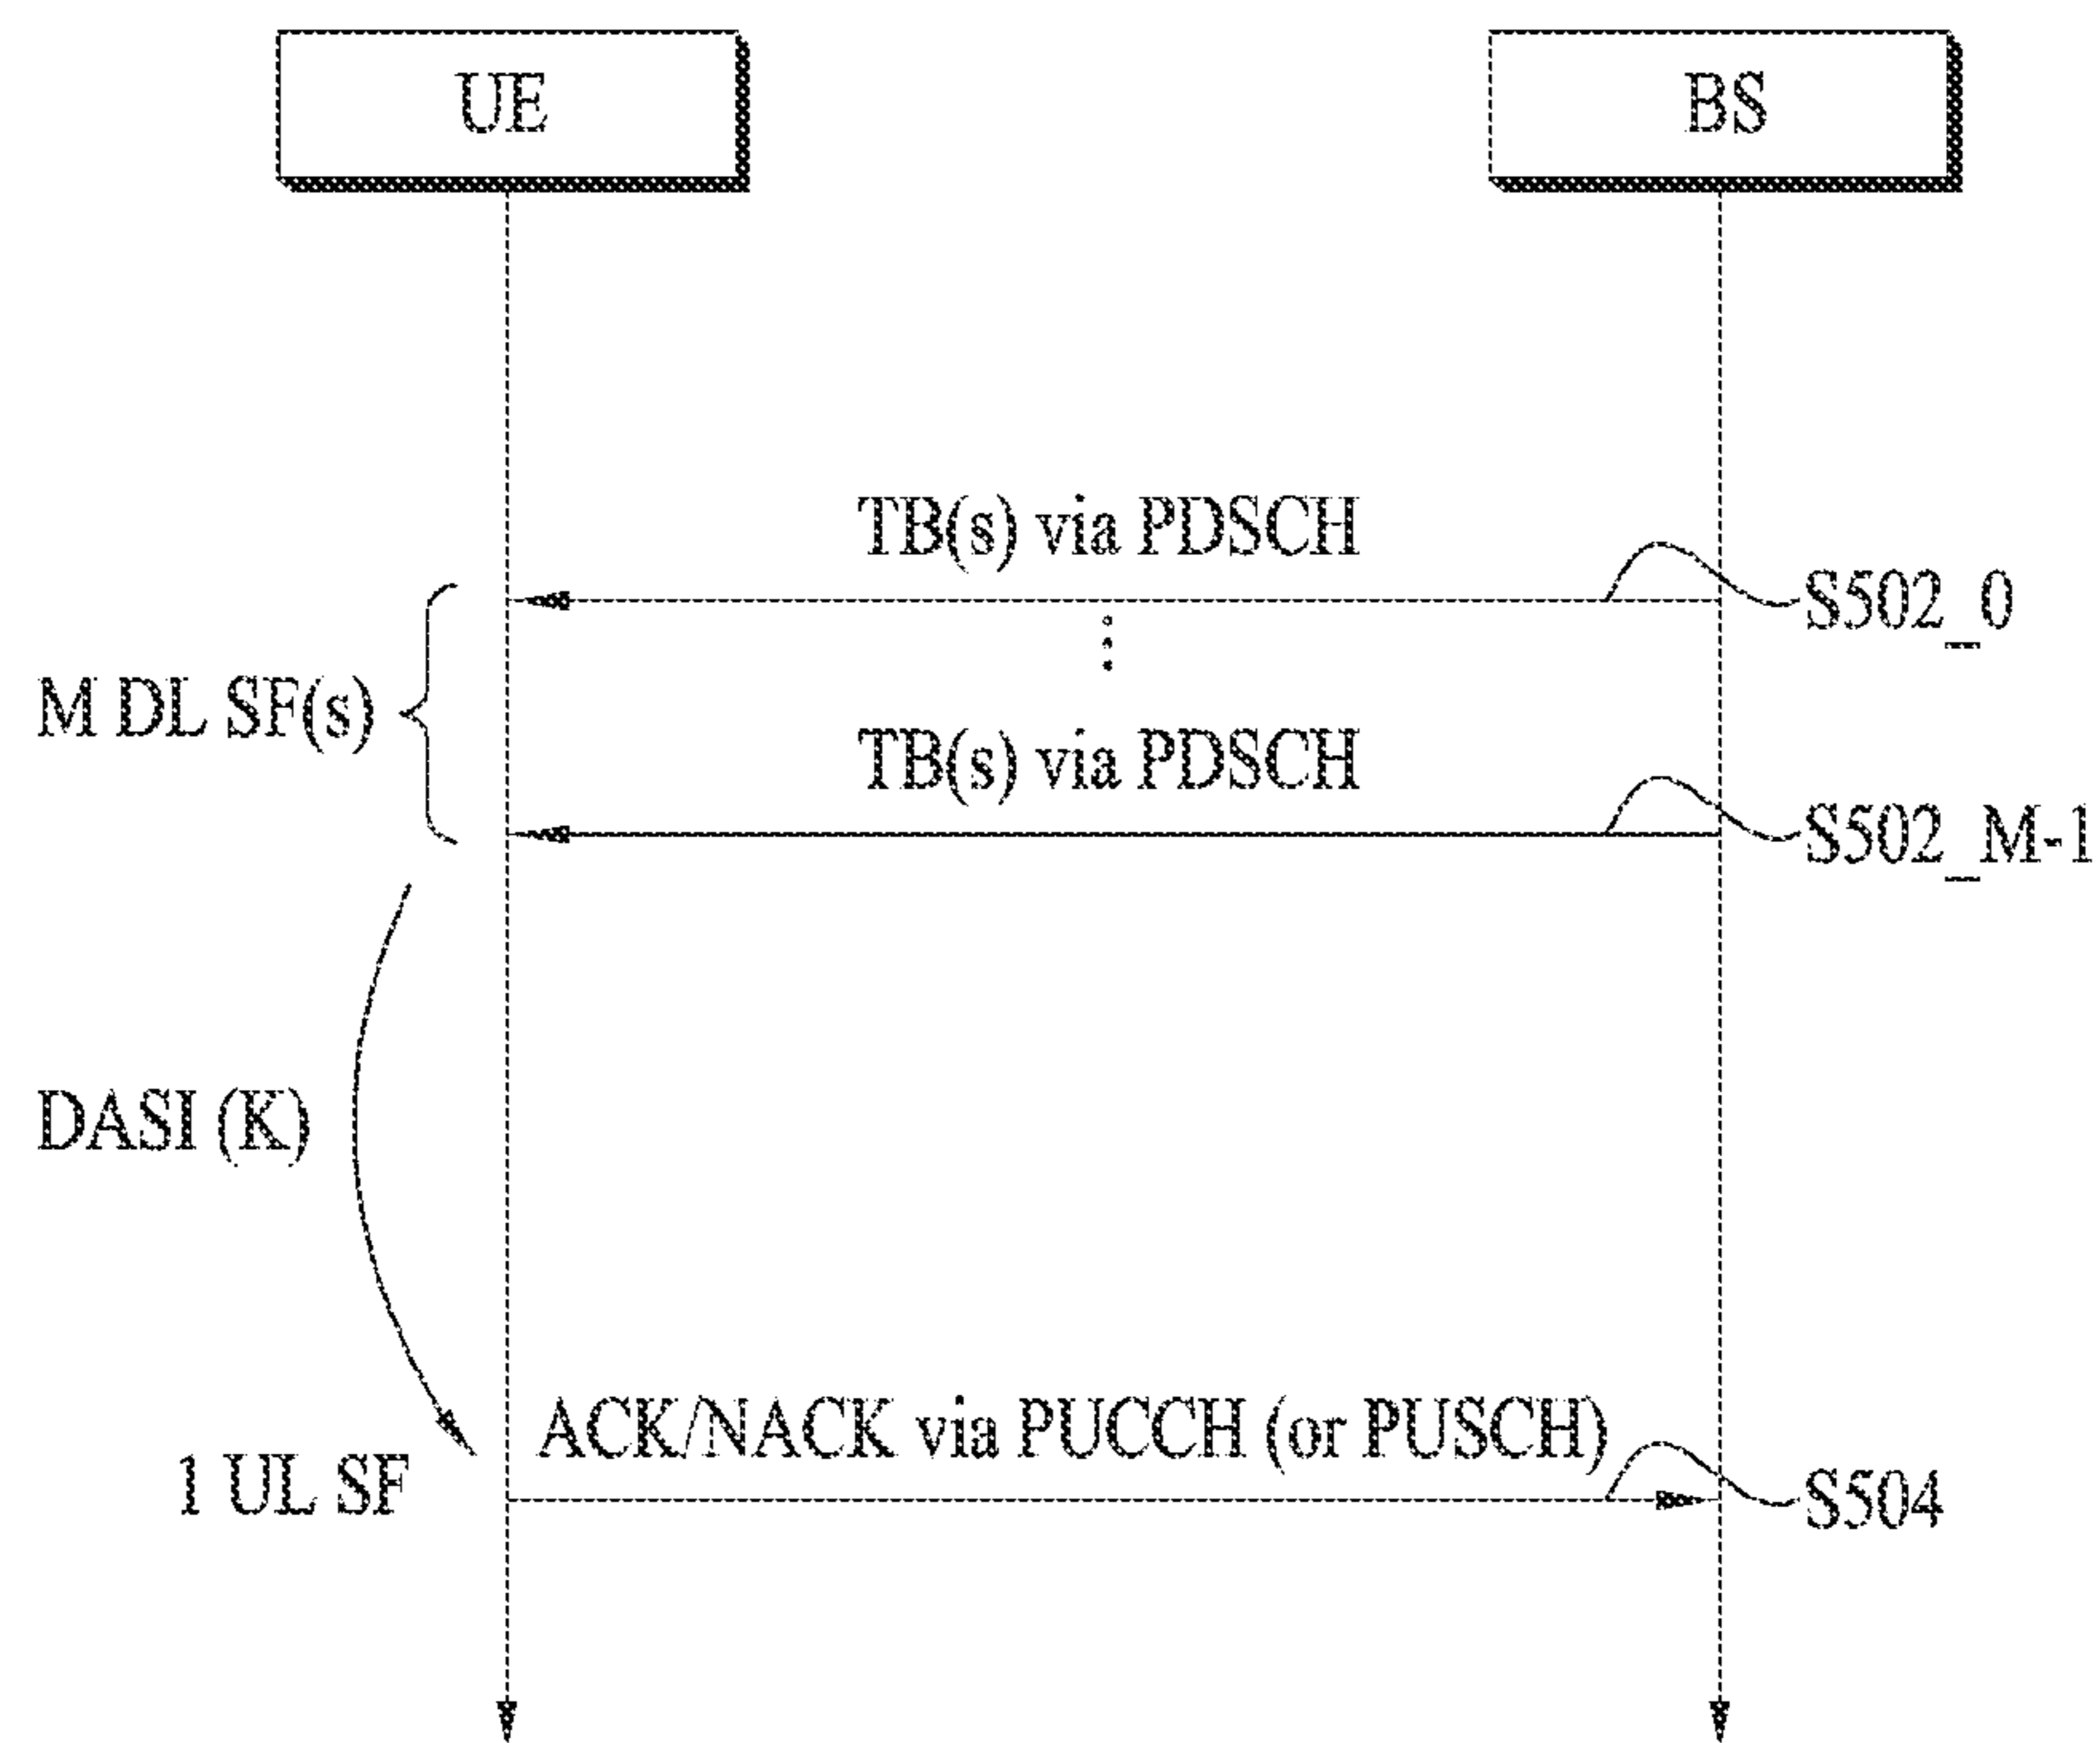 UE
BS
TB(s) via PDSCH
S502_0
M DL SF(s)
TB(s) via PDSCH
S502_M-1
DASI (K)
ACK/NACK via PUCCH (or PUSCH)
1 UL SF
S504